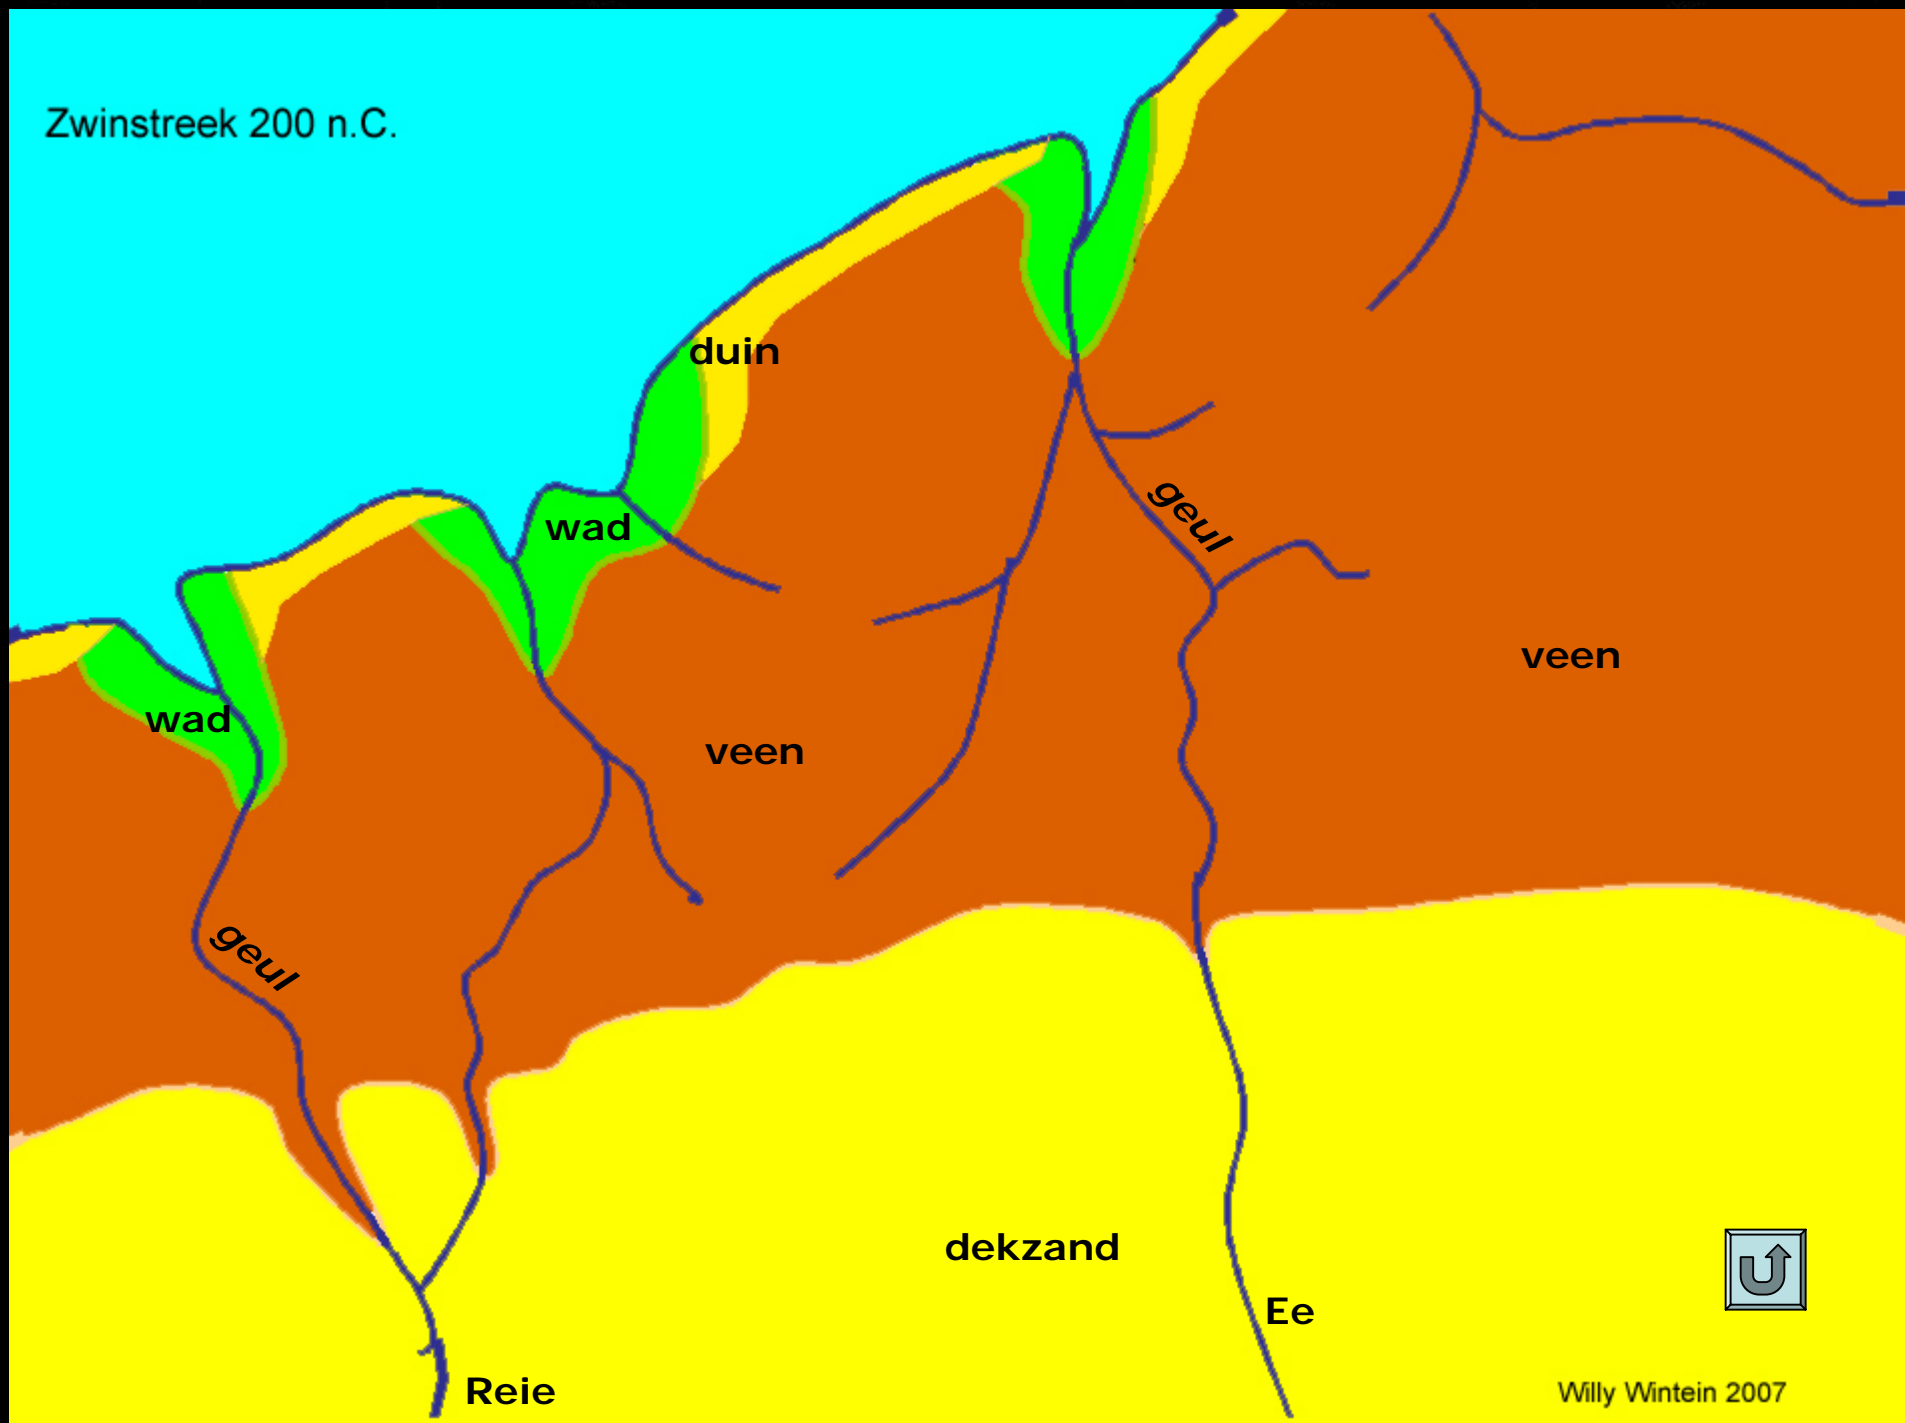 Zwinstreek 200 n.C.
duin
wad
geul
veen
wad
veen
geul
dekzand
Ee
Reie
Willy Wintein 2007